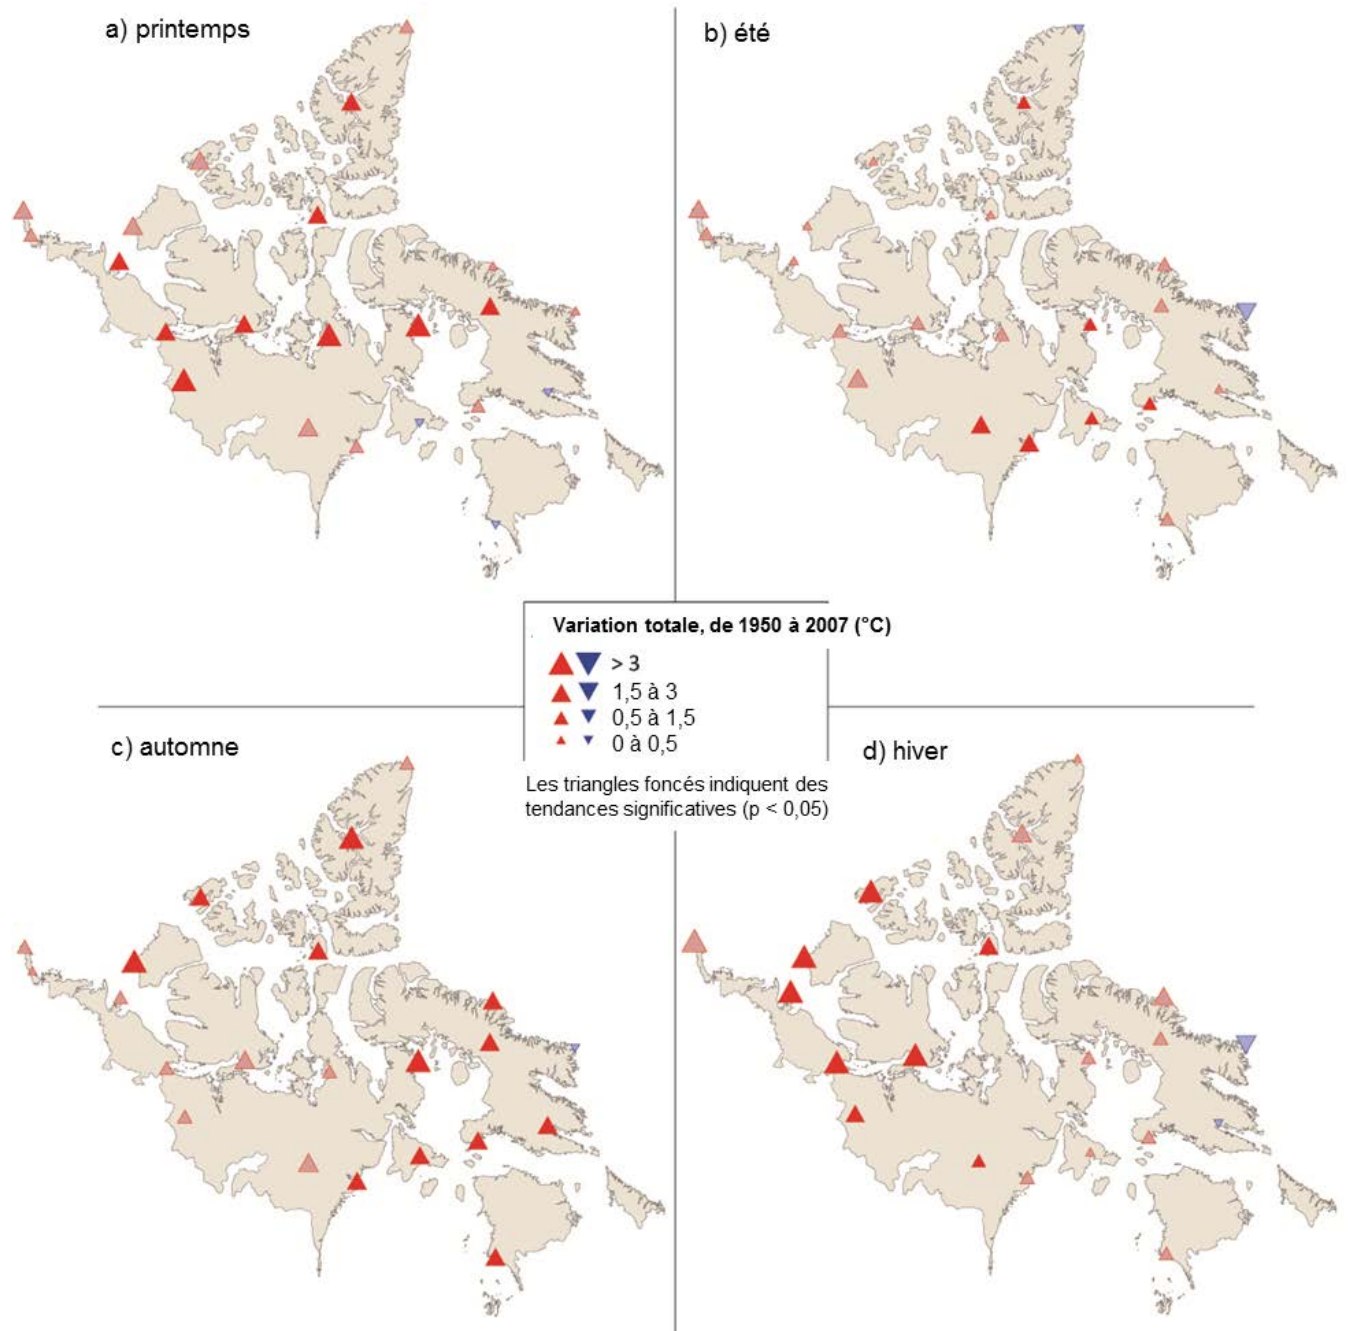 a) printemps
b) été
Variation totale, de 1950 à 2007 (°C)
> 3
1,5 à 3
0,5 à 1,5
0 à 0,5
Les triangles foncés indiquent des
tendances significatives (p < 0,05)
c) automne
d) hiver